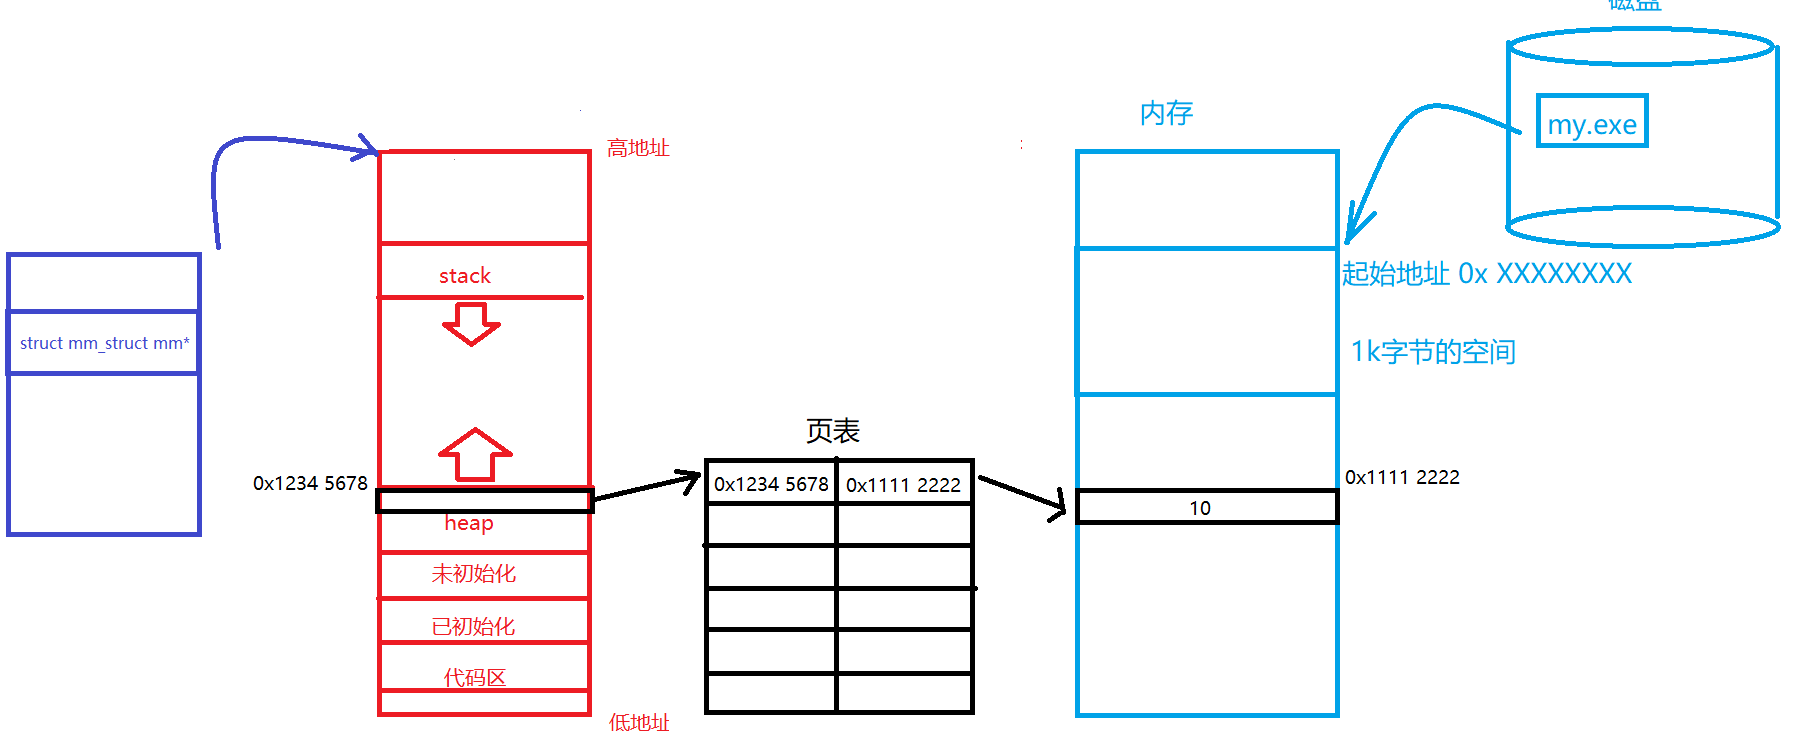 磁盘
my.exe
内存
高地址
stack
起始地址 0x XXXXXXXX
struct mm_struct mm*
1k字节的空间
页表
0x1234 5678
0x1234 5678
0x1111 2222
0x1111 2222
10
heap
未初始化
已初始化
代码区
低地址